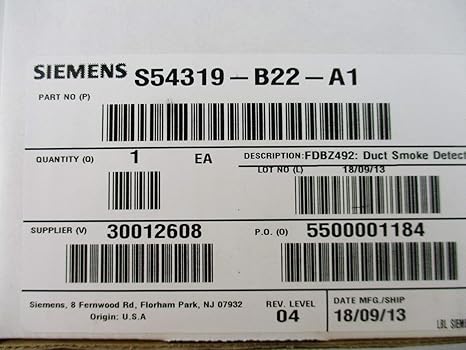 SIEMENS S54319-B22-A1
PART NO (P)
QUANTITY (Q) 1 EA DESCRIPTION:FDBZ492: Duct Smoke Detect
LOT NO (L) 18/09/13
SUPPLIER (V) 30012608 P.O. (O) 5500001184
Siemens, 8 Fernwood Rd, Florham Park, NJ 07932
Origin: U.S.A
REV. LEVEL
04
DATE MFG./SHIP
18/09/13
LBL SIEM